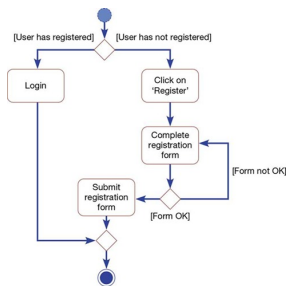 [User has registered]
[User has not registered]
Login
Click on
‘Register’
Complete
registration
form
[Form not OK]
Submit
registration
form
[Form OK]